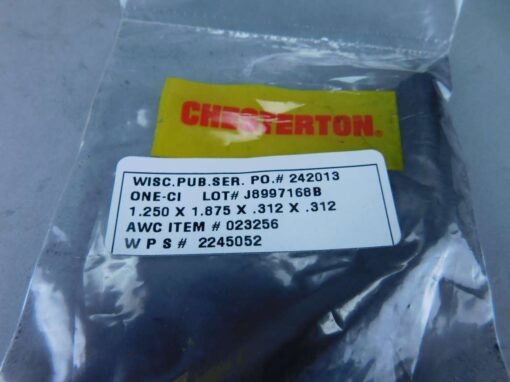 CHESTERTON®
WISC.PUB.SER. PO.# 242013
ONE-CI LOT# J8997168B
1.250 X 1.875 X .312 X .312
AWC ITEM # 023256
W P S # 2245052